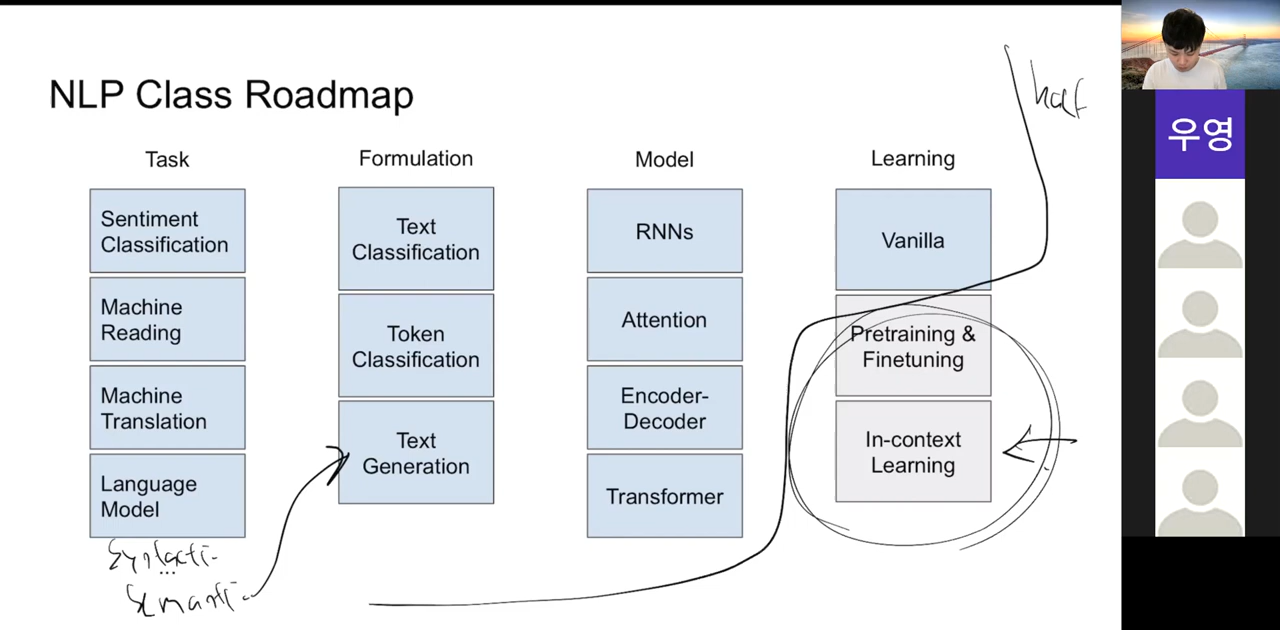 NLP Class Roadmap
half
Task
Sentiment
Classification
Machine
Reading
Machine
Translation
Language
Model
Formulation
Text
Classification
Token
Classification
Text
Generation
Model
RNNs
Attention
Encoder-
Decoder
Transformer
Learning
Vanilla
Pretraining &
Finetuning
In-context
Learning
우영